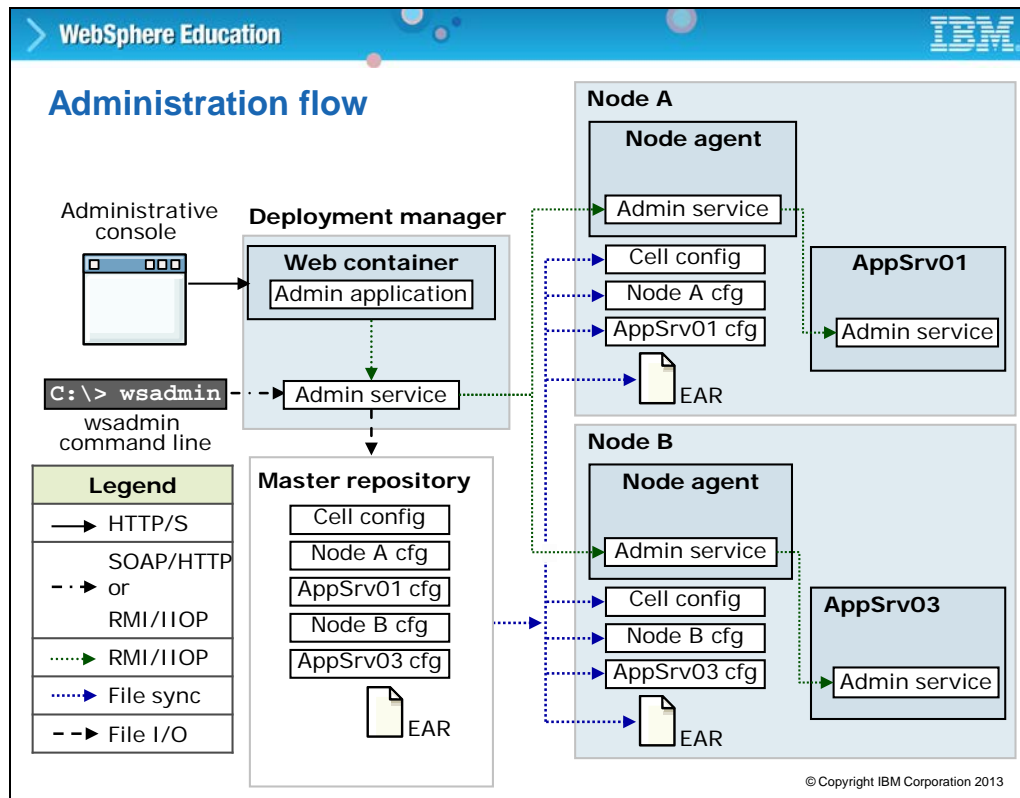 WebSphere Education
IBM
Administration flow
Administrative
console
C:\> wsadmin
wsadmin
command line
Deployment manager
Web container
Admin application
Admin service
Master repository
Cell config
Node A cfg
AppSrv01 cfg
Node B cfg
AppSrv03 cfg
EAR
Node A
Node agent
Admin service
Cell config
Node A cfg
AppSrv01 cfg
EAR
AppSrv01
Admin service
Node B
Node agent
Admin service
Cell config
Node B cfg
AppSrv03 cfg
EAR
AppSrv03
Admin service
Legend
HTTP/S
SOAP/HTTP
or
RMI/IIOP
RMI/IIOP
File sync
File I/O
© Copyright IBM Corporation 2013